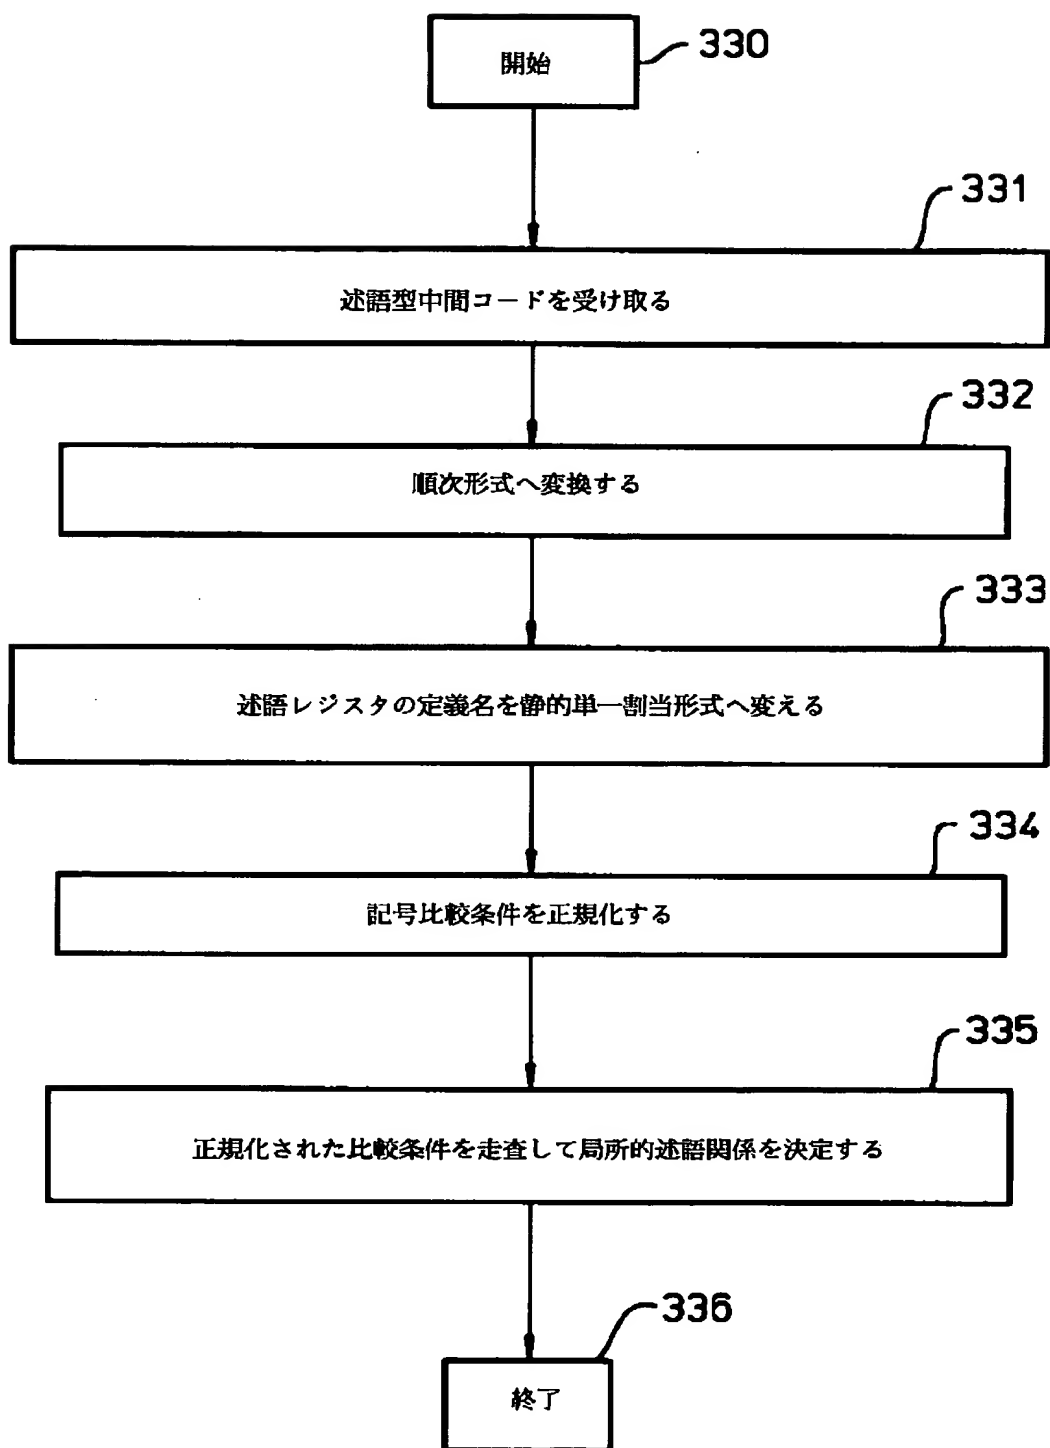 開始
330
331
述語型中間コードを受け取る
332
順次形式へ変換する
333
述語レジスタの定義名を静的単一割当形式へ変える
334
記号比較条件を正規化する
335
正規化された比較条件を走査して局所的述語関係を決定する
336
終了